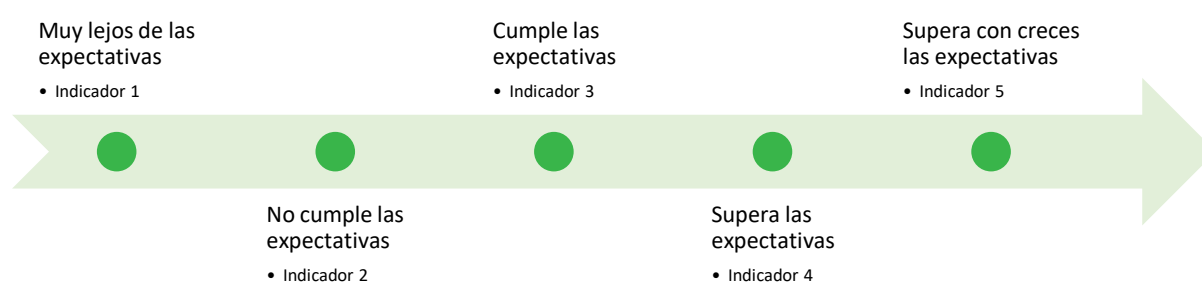 Muy lejos de las
expectativas
• Indicador 1
No cumple las
expectativas
• Indicador 2
Cumple las
expectativas
• Indicador 3
Supera las
expectativas
• Indicador 4
Supera con creces
las expectativas
• Indicador 5